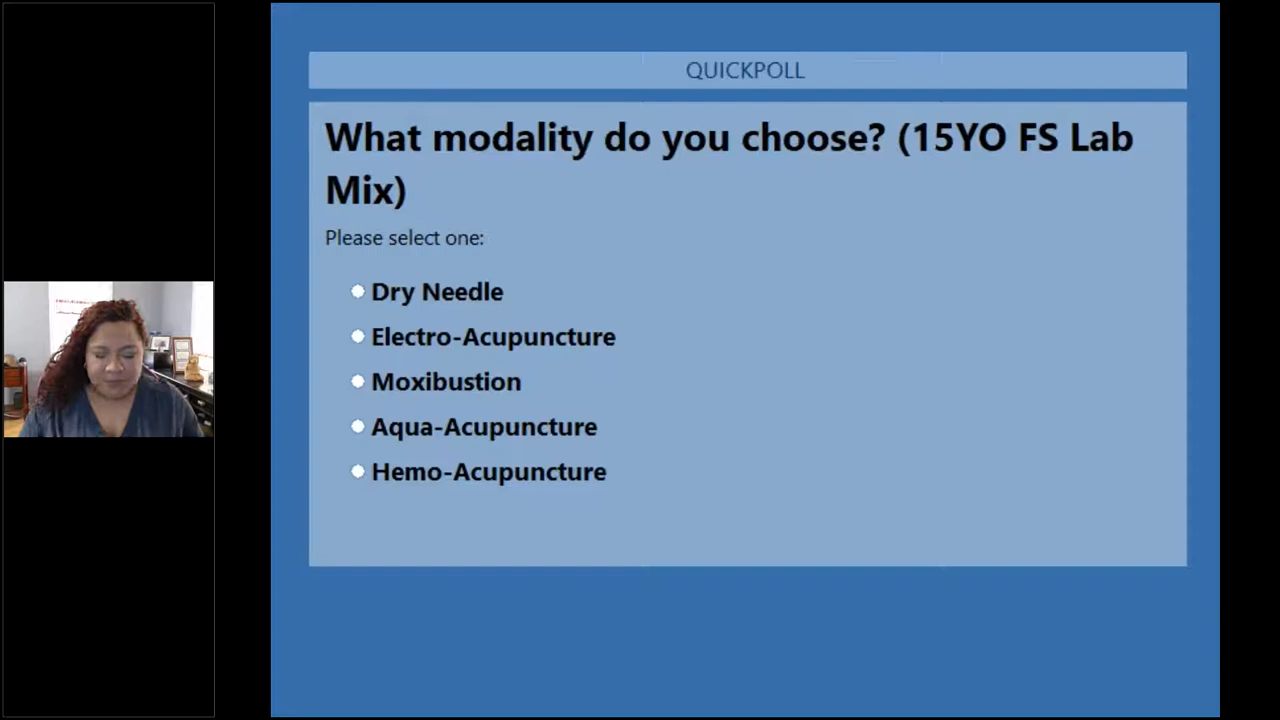 QUICKPOLL
What modality do you choose? (15YO FS Lab
Mix)
Please select one:
Dry Needle
Electro-Acupuncture
Moxibustion
Aqua-Acupuncture
Hemo-Acupuncture